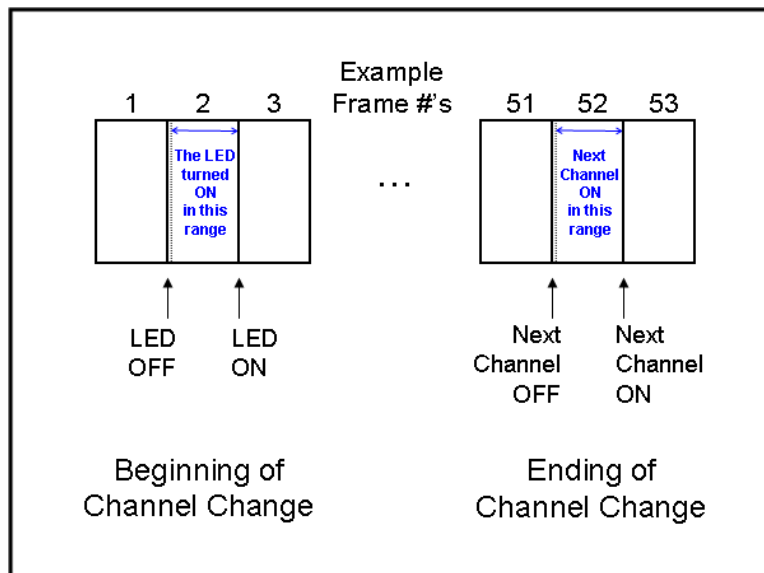 Example
Frame #'s
1 2 3
51 52 53
The LED
turned
ON
in this
range
...
Next
Channel
ON
in this
range
LED
OFF
LED
ON
Next
Channel
OFF
Next
Channel
ON
Beginning of
Channel Change
Ending of
Channel Change